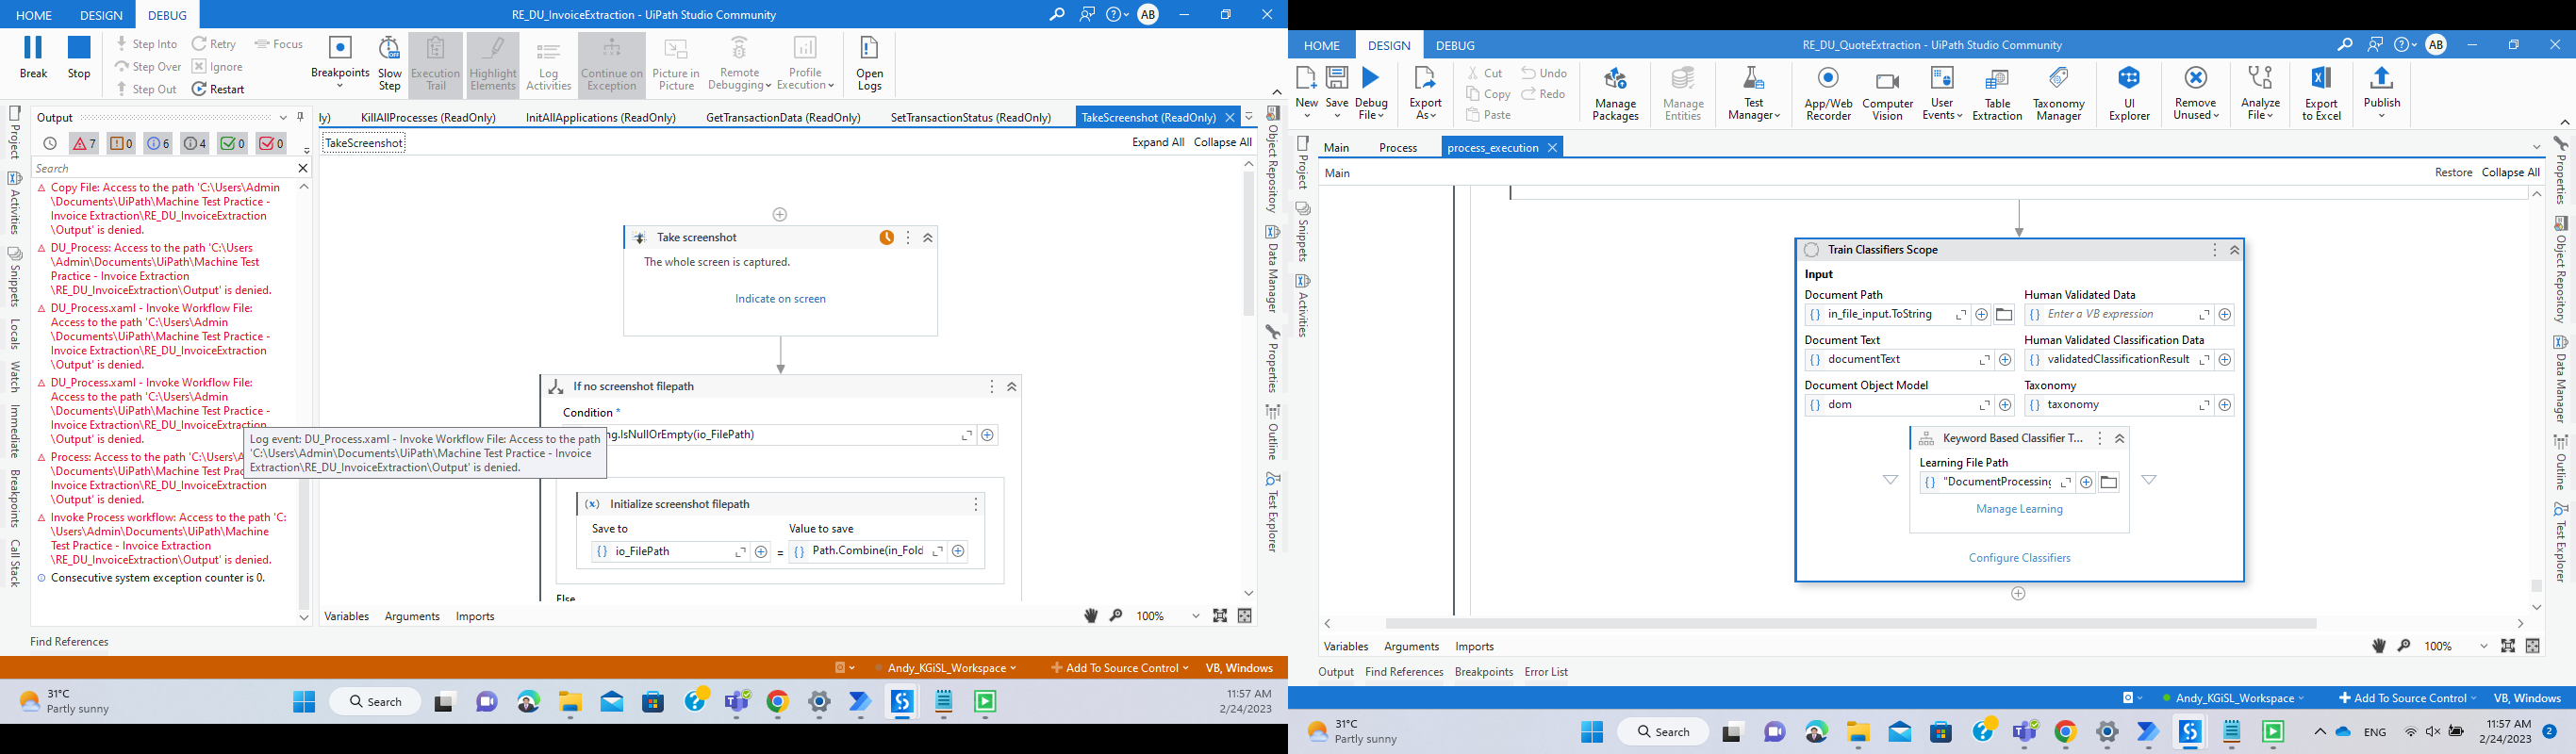 HOME DESIGN DEBUG
RE_DU_InvoiceExtraction - UiPath Studio Community
AB
Break
Stop
Step Into
Step Over
Step Out
Retry
Ignore
Restart
Focus
Breakpoints
Slow
Step
Execution
Trail
Highlight
Elements
Log
Activities
Continue on
Exception
Picture in
Picture
Remote
Debugging
Profile
Execution
Open
Logs
Project
Activities
Snippets
Locals
Watch
Immediate
Breakpoints
Call Stack
Output
7 0 6 4 0 0
Search
Copy File: Access to the path 'C:\Users\Admin
\Documents\UiPath\Machine Test Practice -
Invoice Extraction\RE_DU_InvoiceExtraction
\Output' is denied.
DU_Process: Access to the path 'C:\Users
\Admin\Documents\UiPath\Machine Test
Practice - Invoice Extraction
\RE_DU_InvoiceExtraction\Output' is denied.
DU_Process.xaml - Invoke Workflow File:
Access to the path 'C:\Users\Admin
\Documents\UiPath\Machine Test Practice -
Invoice Extraction\RE_DU_InvoiceExtraction
\Output' is denied.
DU_Process.xaml - Invoke Workflow File:
Access to the path 'C:\Users\Admin
\Documents\UiPath\Machine Test Practice -
Invoice Extraction\RE_DU_InvoiceExtraction
\Output' is denied.
Process: Access to the path 'C:\Users\A
\Documents\UiPath\Machine Test Prac
Invoice Extraction\RE_DU_InvoiceExtraction
\Output' is denied.
Invoke Process workflow: Access to the path 'C:
\Users\Admin\Documents\UiPath\Machine
Test Practice - Invoice Extraction
\RE_DU_InvoiceExtraction\Output' is denied.
Consecutive system exception counter is 0.
Log event: DU_Process.xaml - Invoke Workflow File: Access to the path
'C:\Users\Admin\Documents\UiPath\Machine Test Practice - Invoice
Extraction\RE_DU_InvoiceExtraction\Output' is denied.
Find References
ly) KillAllProcesses (ReadOnly) InitAllApplications (ReadOnly) GetTransactionData (ReadOnly) SetTransactionStatus (ReadOnly) TakeScreenshot (ReadOnly)
TakeScreenshot
Expand All Collapse All
Take screenshot
The whole screen is captured.
Indicate on screen
If no screenshot filepath
Condition *
ng.IsNullOrEmpty(io_FilePath)
Initialize screenshot filepath
Save to Value to save
io_FilePath = Path.Combine(in_Fold
Else
Variables Arguments Imports
100%
Object Repository
Data Manager
Properties
Outline
Test Explorer
Andy_KGiSL_Workspace Add To Source Control VB, Windows
31°C
Partly sunny
Search
11:57 AM
2/24/2023
HOME DESIGN DEBUG
RE_DU_QuoteExtraction - UiPath Studio Community
AB
New
Save
Debug
File
Export
As
Cut
Copy
Paste
Undo
Redo
Manage
Packages
Manage
Entities
Test
Manager
App/Web
Recorder
Computer
Vision
User
Events
Table
Extraction
Taxonomy
Manager
UI
Explorer
Remove
Unused
Analyze
File
Export
to Excel
Publish
Project
Snippets
Activities
Main Process process_execution
Main
Restore Collapse All
Train Classifiers Scope
Input
Document Path Human Validated Data
in_file_input.ToString Enter a VB expression
Document Text Human Validated Classification Data
documentText validatedClassificationResult
Document Object Model Taxonomy
dom taxonomy
Keyword Based Classifier T...
Learning File Path
"DocumentProcessing
Manage Learning
Configure Classifiers
Variables Arguments Imports
100%
Output Find References Breakpoints Error List
Properties
Object Repository
Data Manager
Outline
Test Explorer
Andy_KGiSL_Workspace Add To Source Control VB, Windows
31°C
Partly sunny
Search
ENG
11:57 AM
2/24/2023
2